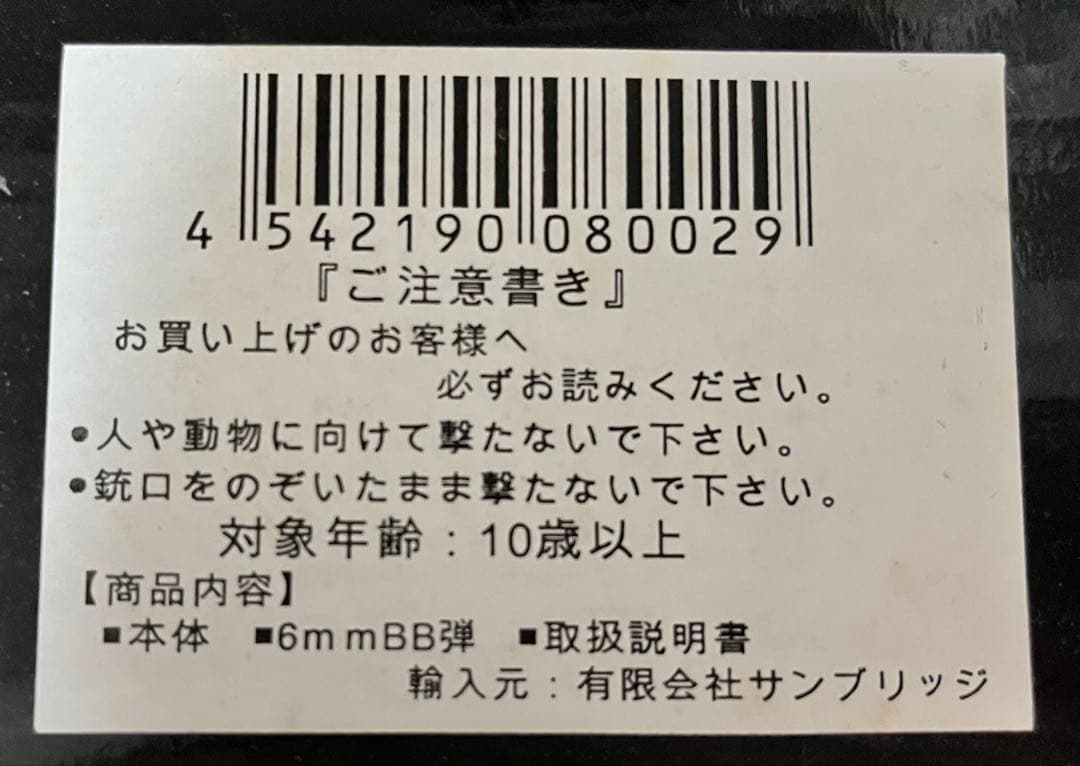 4 542190 080029
『ご注意書き』
お買い上げのお客様へ
必ずお読みください。
●人や動物に向けて撃たないで下さい。
●銃口をのぞいたまま撃たないで下さい。
対象年齢：10歳以上
【商品内容】
■本体 ■6mmBB弾 ■取扱説明書
輸入元：有限会社サンブリッジ